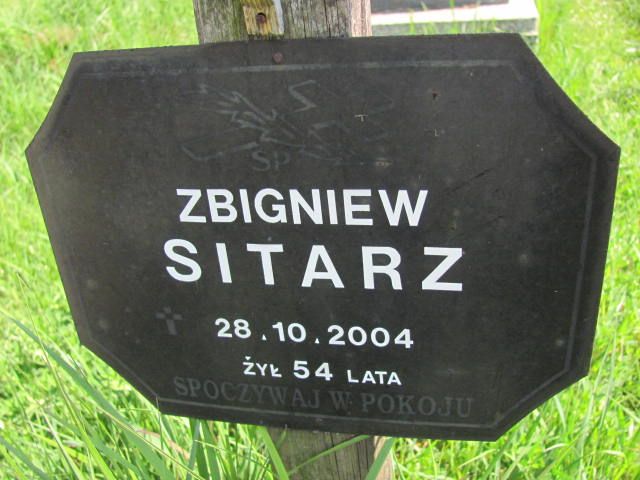 SP
ZBIGNIEW
SITARZ
28.10.2004
ŻYŁ 54 LATA
SPOCZYWAJ W POKOJU